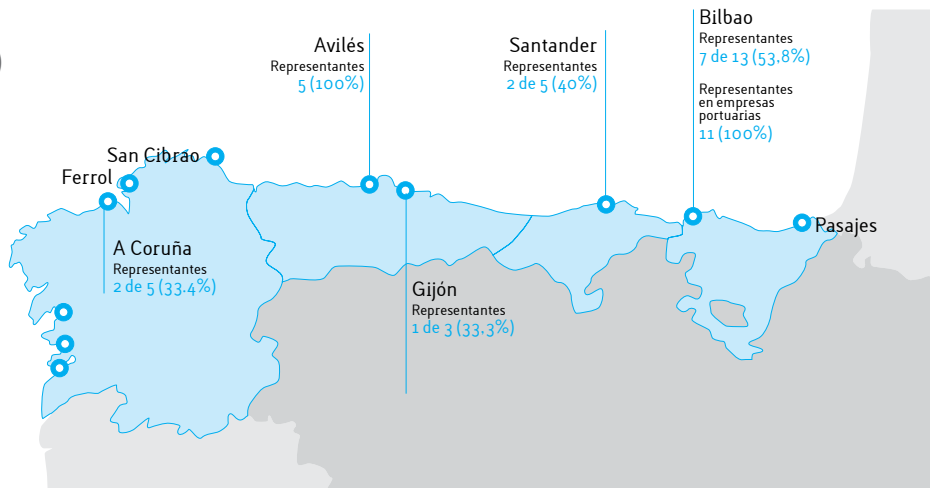 Avilés
Representantes
5 (100%)
Santander
Representantes
2 de 5 (40%)
Bilbao
Representantes
7 de 13 (53,8%)
Representantes
en empresas
portuarias
11 (100%)
San Cibrao
Ferrol
A Coruña
Representantes
2 de 5 (33.4%)
Gijón
Representantes
1 de 3 (33,3%)
Pasajes